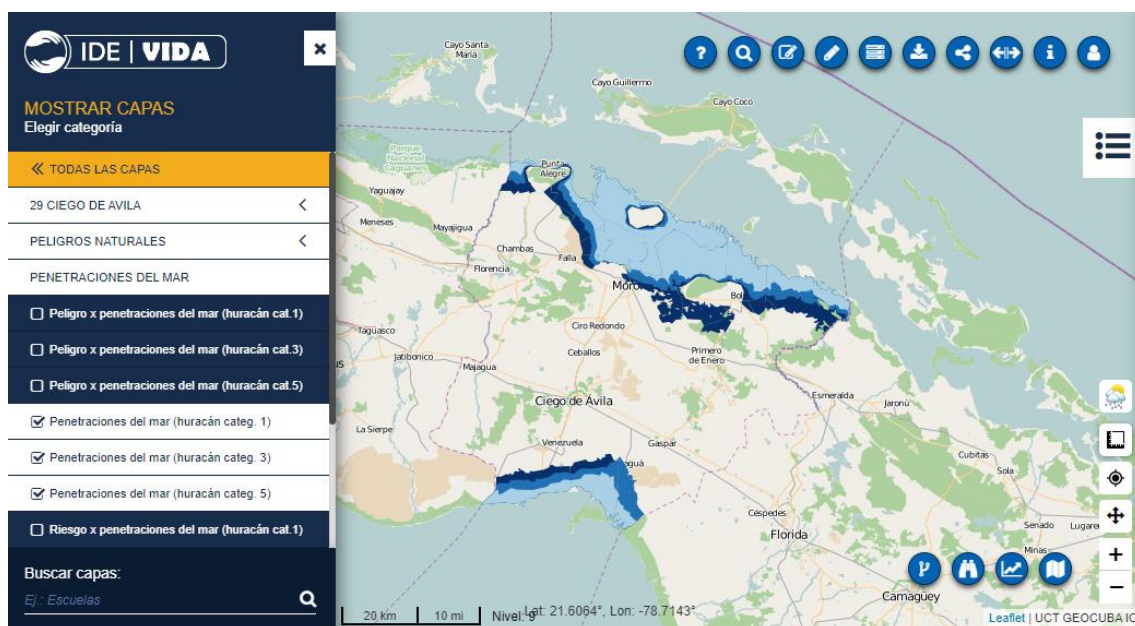 IDE | VIDA
MOSTRAR CAPAS
Elegir categoría
TODAS LAS CAPAS
29 CIEGO DE AVILA
PELIGROS NATURALES
PENETRACIONES DEL MAR
Peligro x penetraciones del mar (huracán cat.1)
Peligro x penetraciones del mar (huracán cat.3)
Peligro x penetraciones del mar (huracán cat.5)
Penetraciones del mar (huracán categ. 1)
Penetraciones del mar (huracán categ. 3)
Penetraciones del mar (huracán categ. 5)
Riesgo x penetraciones del mar (huracán cat.1)
Buscar capas:
Ej.: Escuelas
Cayo Santa
María
Cayo Guillermo
Cayo Coco
Parque
Nacional
Caguanes
Punta
Alegre
Yaguajay
Meneses
Mayajigua
Chambas
Falla
Florencia
Moro
Bol
Taguasco
Ciro Redondo
Jatibonico
Ceballos
Primero
de Enero
Majagua
Ciego de Ávila
Esmeralda
Jaronú
La Sierpe
Venezuela
Gaspar
aguá
Cubitas
Sola
Céspedes
Florida
Senado
Lugare
Minas
Camagüey
20 km
10 mi
Nivel: 9
Lat: 21.6064°, Lon: -78.7143°
Leaflet | UCT GEOCUBA IC